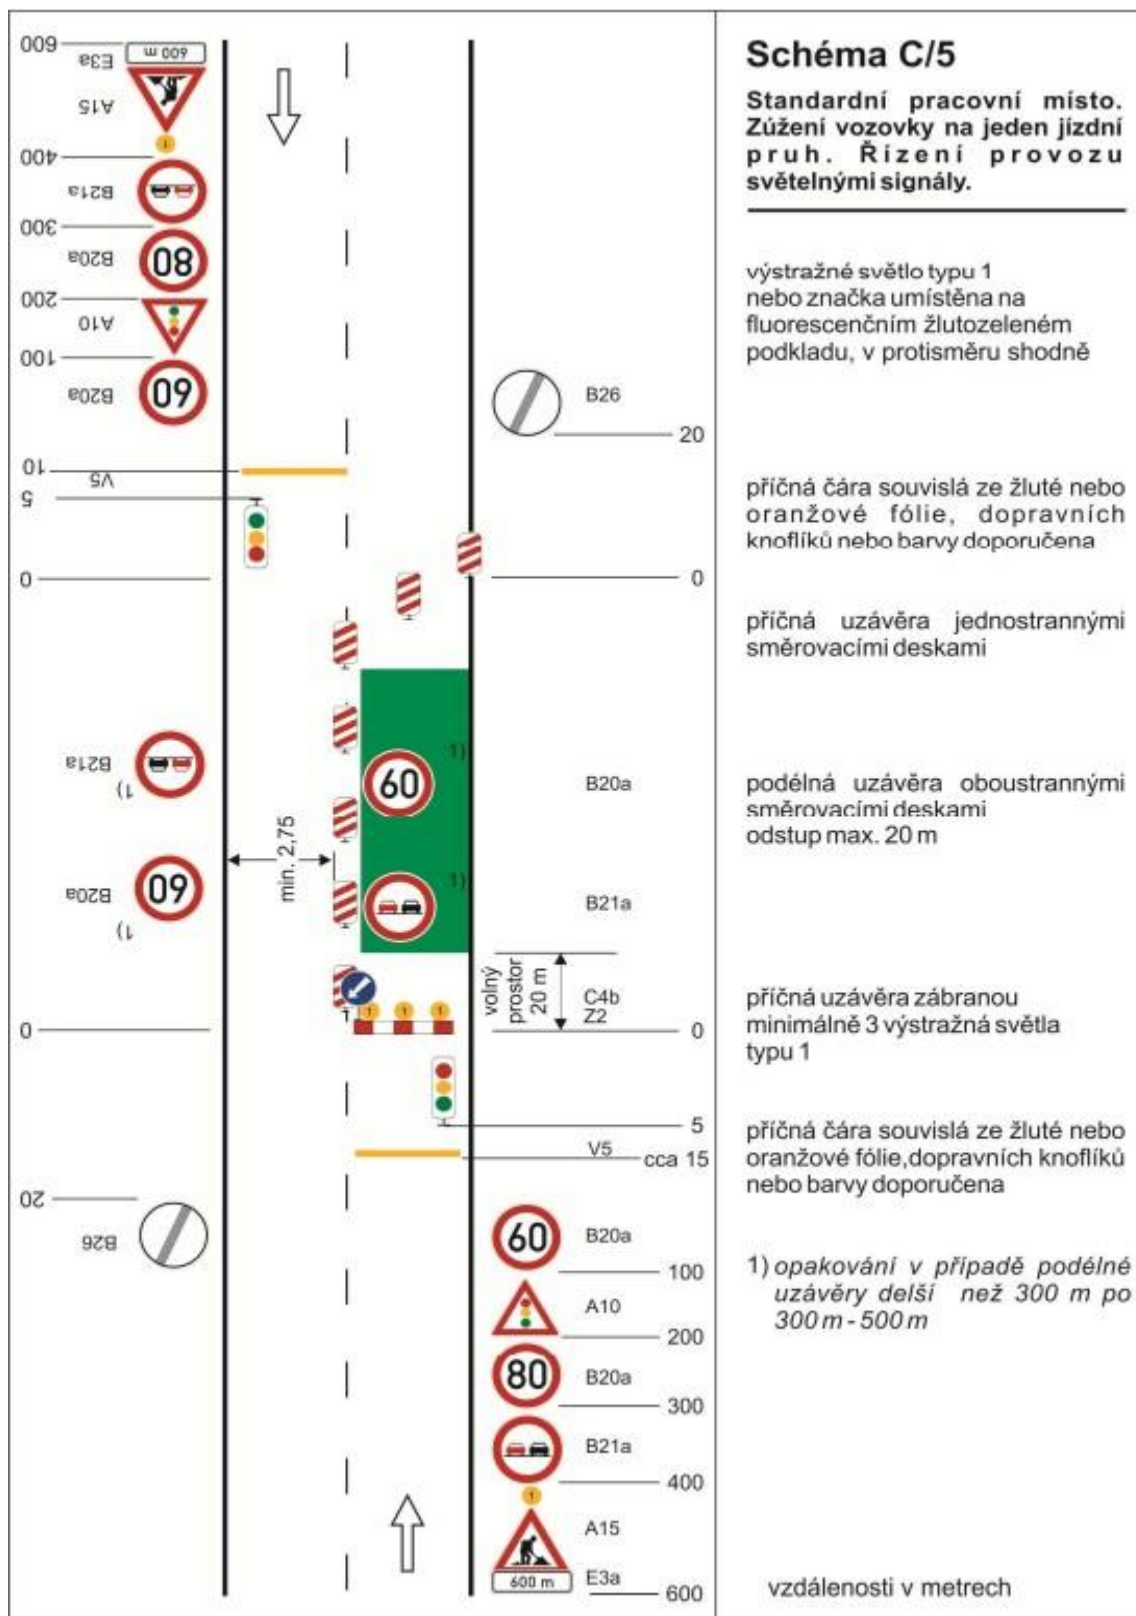 Schéma C/5
Standardní pracovní místo.
Zúžení vozovky na jeden jízdní
pruh. Řízení provozu
světelnými signály.
výstražné světlo typu 1
nebo značka umístěna na
fluorescenčním žlutozeleném
podkladu, v protisměru shodně
příčná čára souvislá ze žluté nebo
oranžové fólie, dopravních
knoflíků nebo barvy doporučena
příčná uzávěra jednostrannými
směrovacími deskami
podélná uzávěra oboustrannými
směrovacími deskami
odstup max. 20 m
příčná uzávěra zábranou
minimálně 3 výstražná světla
typu 1
příčná čára souvislá ze žluté nebo
oranžové fólie,dopravních knoflíků
nebo barvy doporučena
1) opakování v případě podélné
uzávěry delší než 300 m po
300 m - 500 m
vzdálenosti v metrech
600
E3a
600 m
A15
1
400
B21a
300
B20a
80
200
A10
100
B20a
60
10
V5
5
0
B21a
1)
B20a
60
1)
0
20
B26
min. 2,75
B26
20
0
1)
60
B20a
1)
B21a
volný
prostor
20 m
C4b
Z2
1 1 1
0
5
V5
cca 15
60
B20a
100
A10
200
80
B20a
300
B21a
400
1
A15
600 m
E3a
600